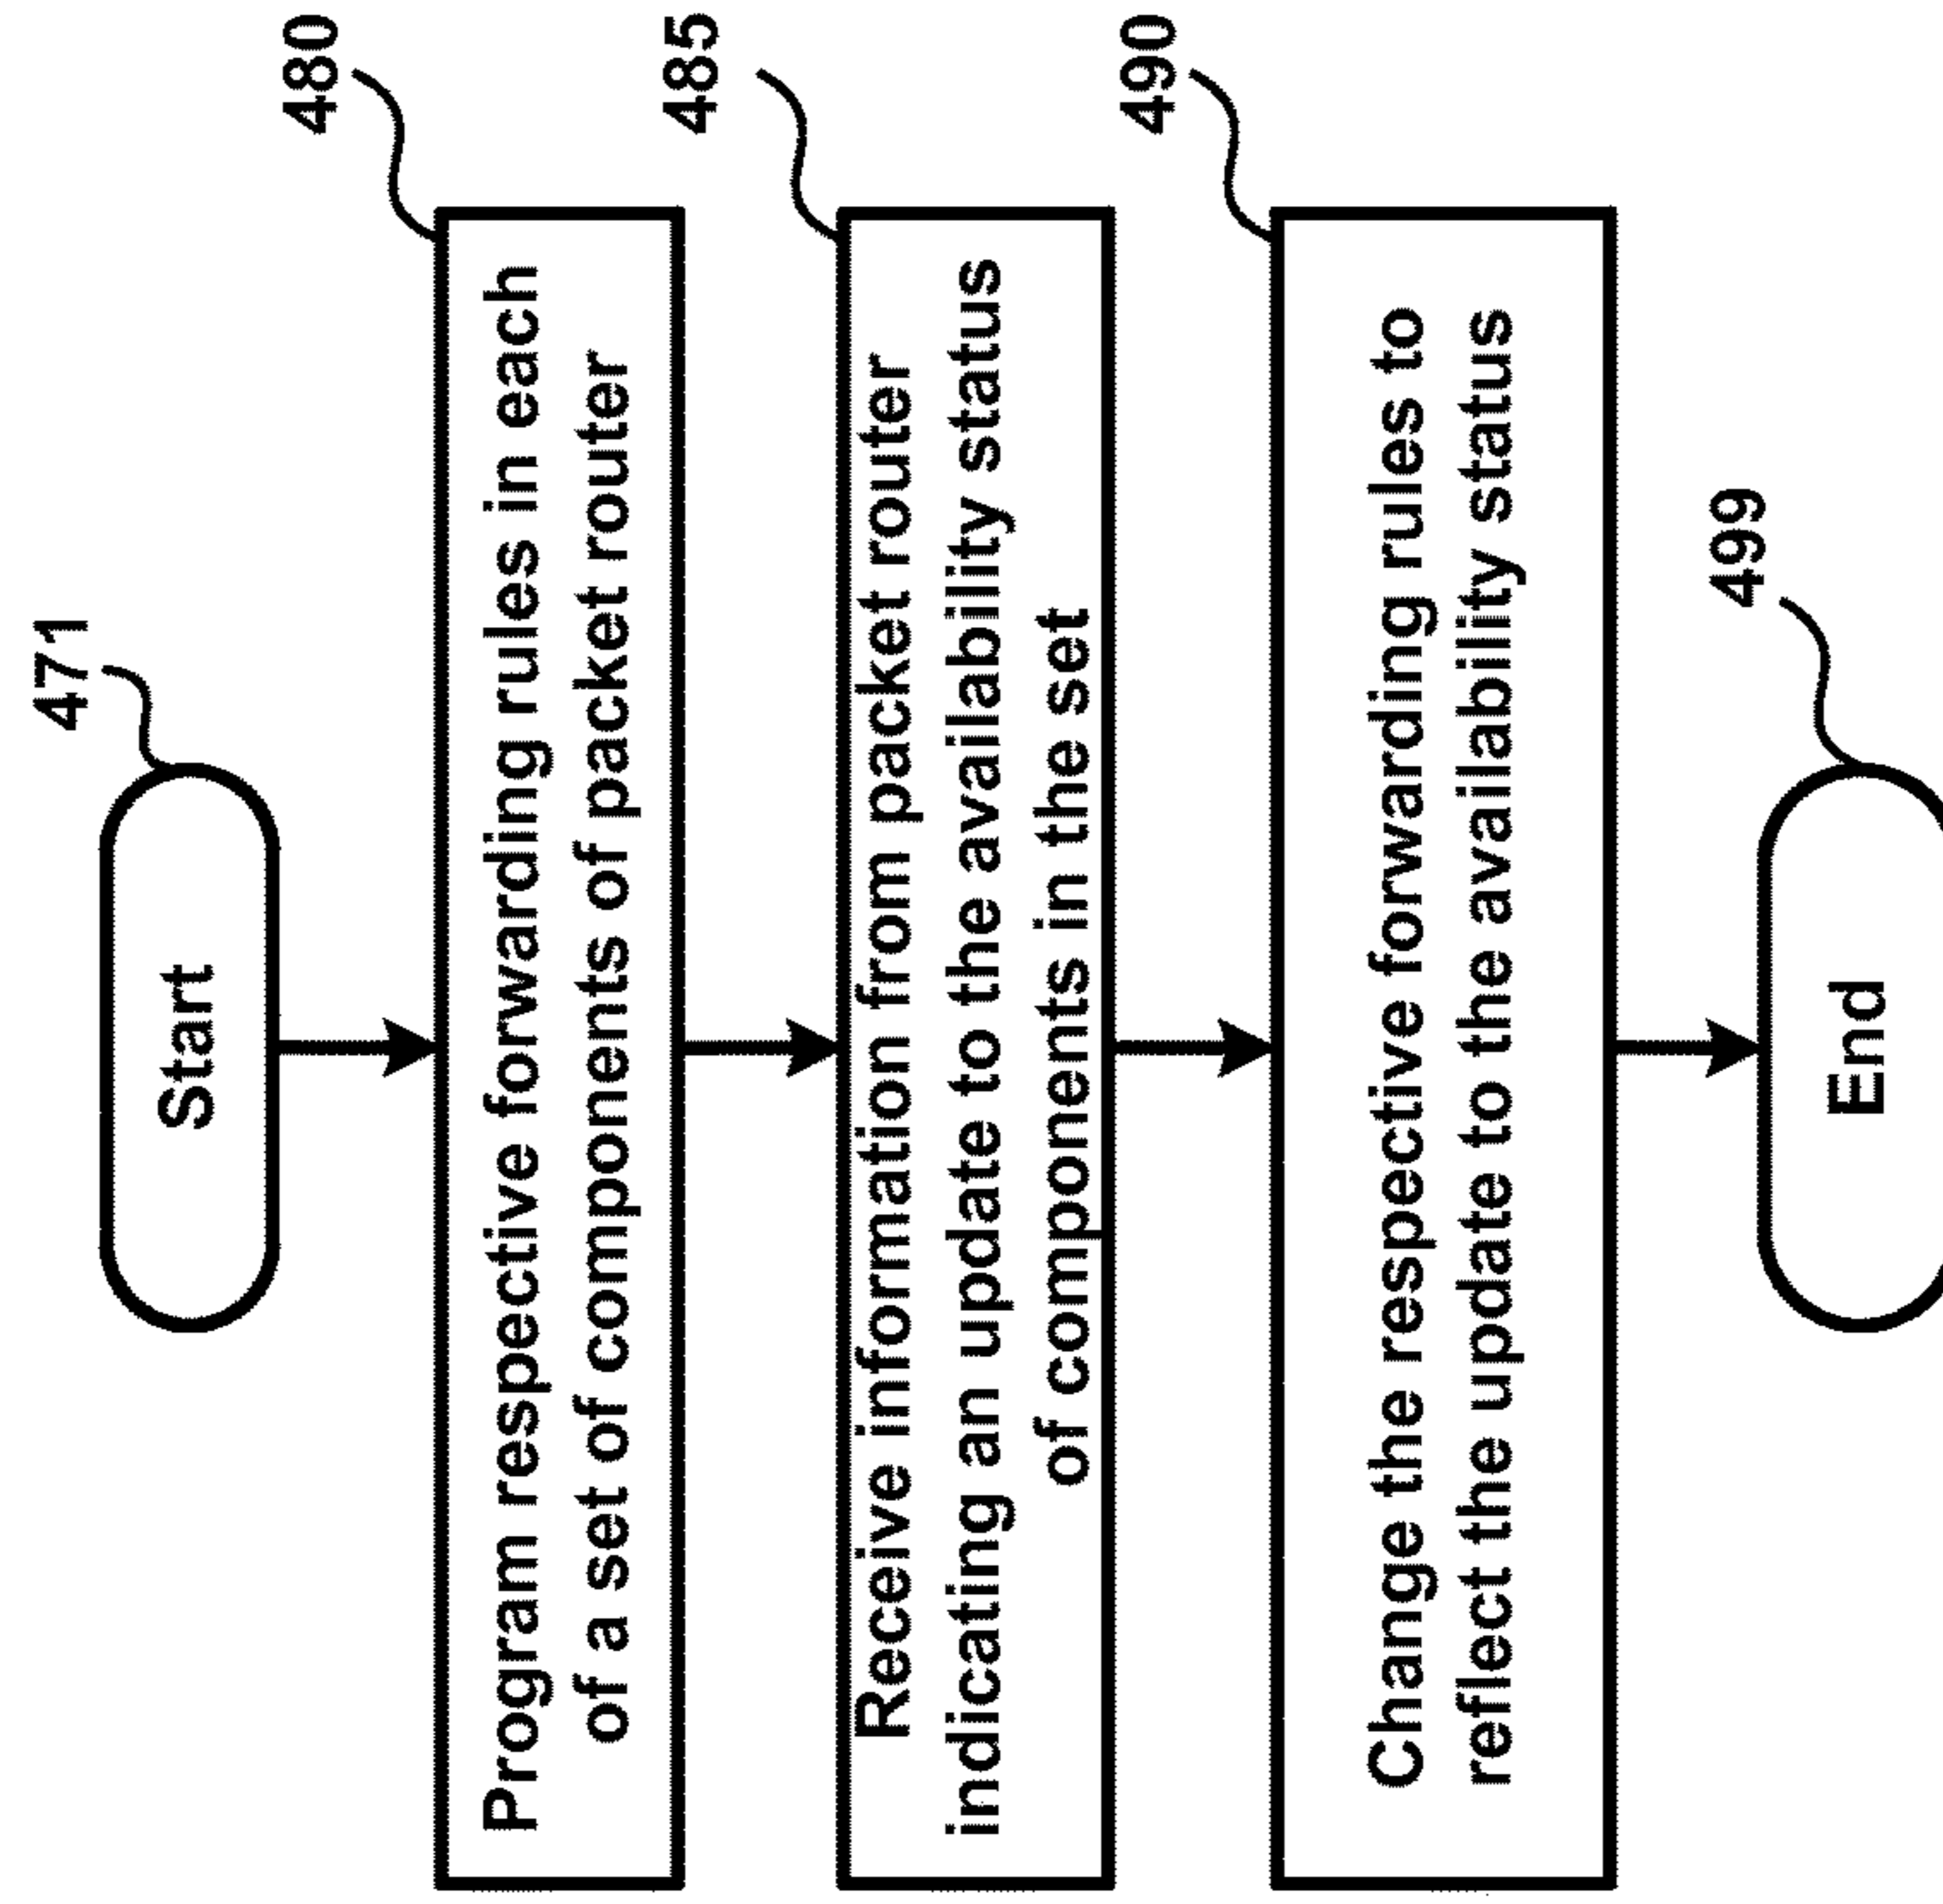 471
Start
480
Program respective forwarding rules in each
of a set of components of packet router
485
Receive information from packet router
indicating an update to the availability status
of components in the set
490
Change the respective forwarding rules to
reflect the update to the availability status
499
End